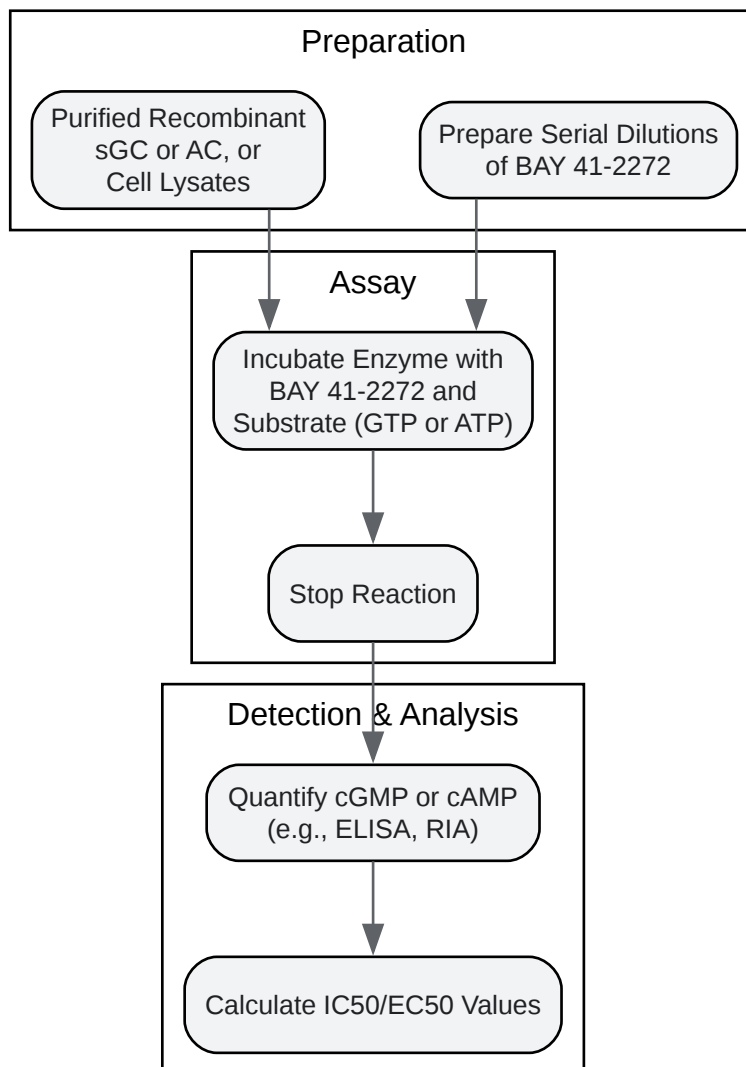 Preparation
Purified Recombinant
sGC or AC, or
Cell Lysates
Prepare Serial Dilutions
of BAY 41-2272
Assay
Incubate Enzyme with
BAY 41-2272 and
Substrate (GTP or ATP)
Stop Reaction
Detection & Analysis
Quantify cGMP or cAMP
(e.g., ELISA, RIA)
Calculate IC50/EC50 Values